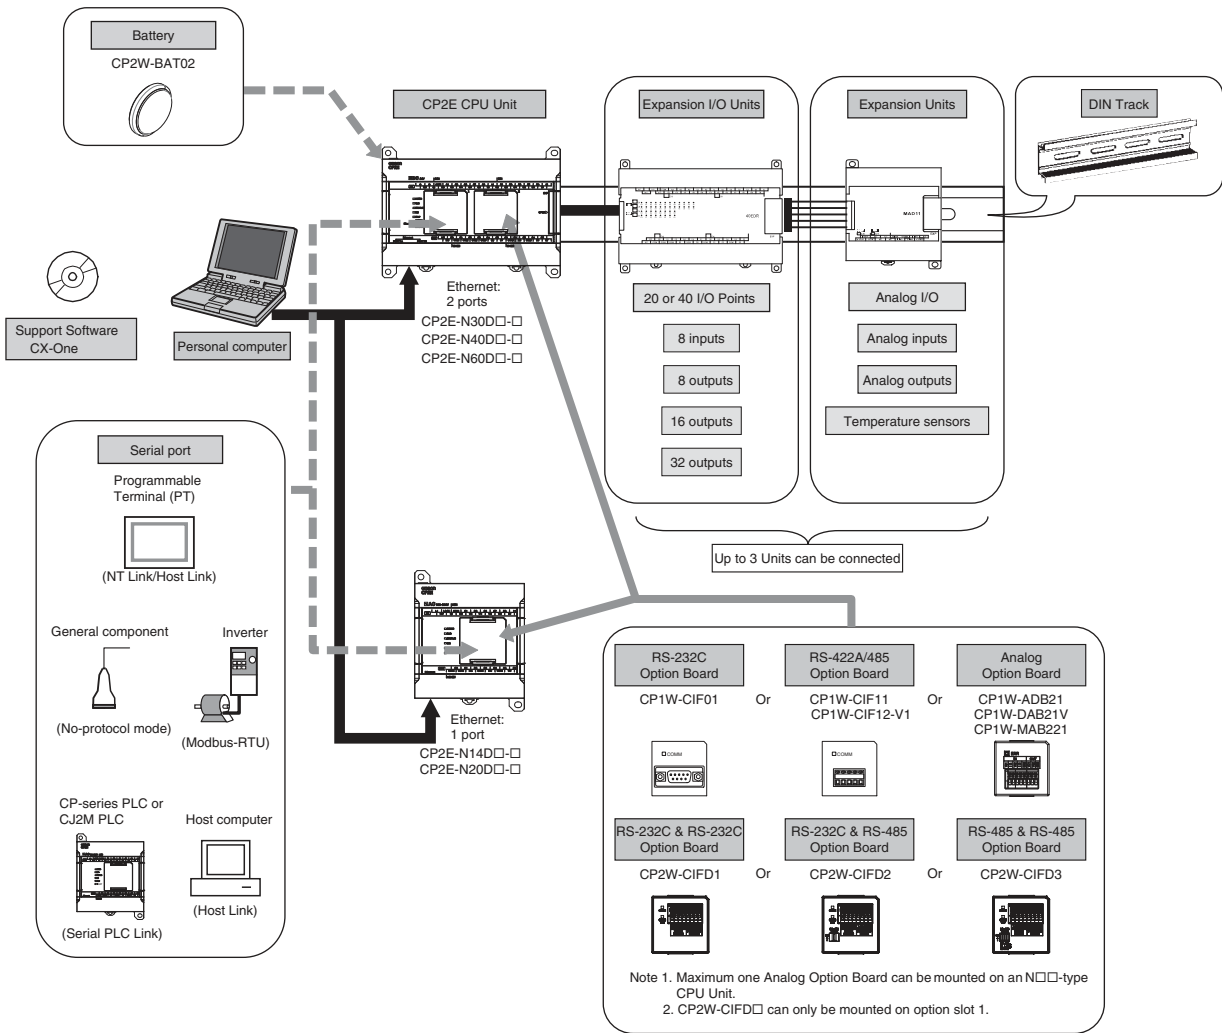 Battery
CP2W-BAT02
CP2E CPU Unit
Expansion I/O Units
Expansion Units
DIN Track
40EDR
MAD11
Support Software
CX-One
Personal computer
Ethernet:
2 ports
CP2E-N30D□-□
CP2E-N40D□-□
CP2E-N60D□-□
20 or 40 I/O Points
8 inputs
8 outputs
16 outputs
32 outputs
Analog I/O
Analog inputs
Analog outputs
Temperature sensors
Up to 3 Units can be connected
Serial port
Programmable
Terminal (PT)
(NT Link/Host Link)
General component
(No-protocol mode)
Inverter
(Modbus-RTU)
CP-series PLC or
CJ2M PLC
(Serial PLC Link)
Host computer
(Host Link)
Ethernet:
1 port
CP2E-N14D□-□
CP2E-N20D□-□
RS-232C
Option Board
CP1W-CIF01
Or
RS-422A/485
Option Board
CP1W-CIF11
CP1W-CIF12-V1
Or
Analog
Option Board
CP1W-ADB21
CP1W-DAB21V
CP1W-MAB221
COMM
COMM
RS-232C & RS-232C
Option Board
CP2W-CIFD1
Or
RS-232C & RS-485
Option Board
CP2W-CIFD2
Or
RS-485 & RS-485
Option Board
CP2W-CIFD3
Note 1. Maximum one Analog Option Board can be mounted on an N□□-type
CPU Unit.
2. CP2W-CIFD□ can only be mounted on option slot 1.